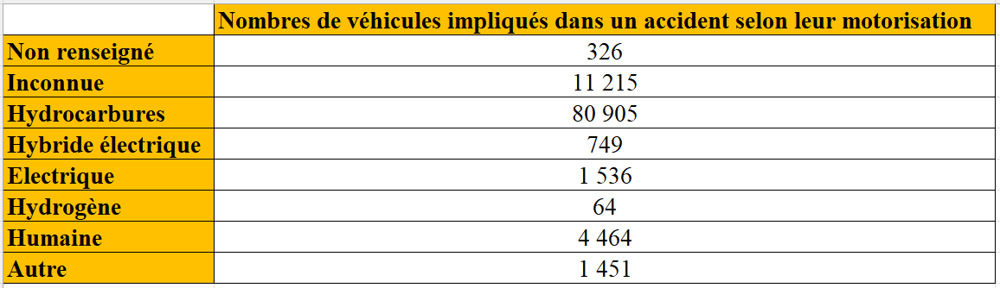 Nombres de véhicules impliqués dans un accident selon leur motorisation
Non renseigné 326
Inconnue 11 215
Hydrocarbures 80 905
Hybride électrique 749
Electrique 1 536
Hydrogène 64
Humaine 4 464
Autre 1 451